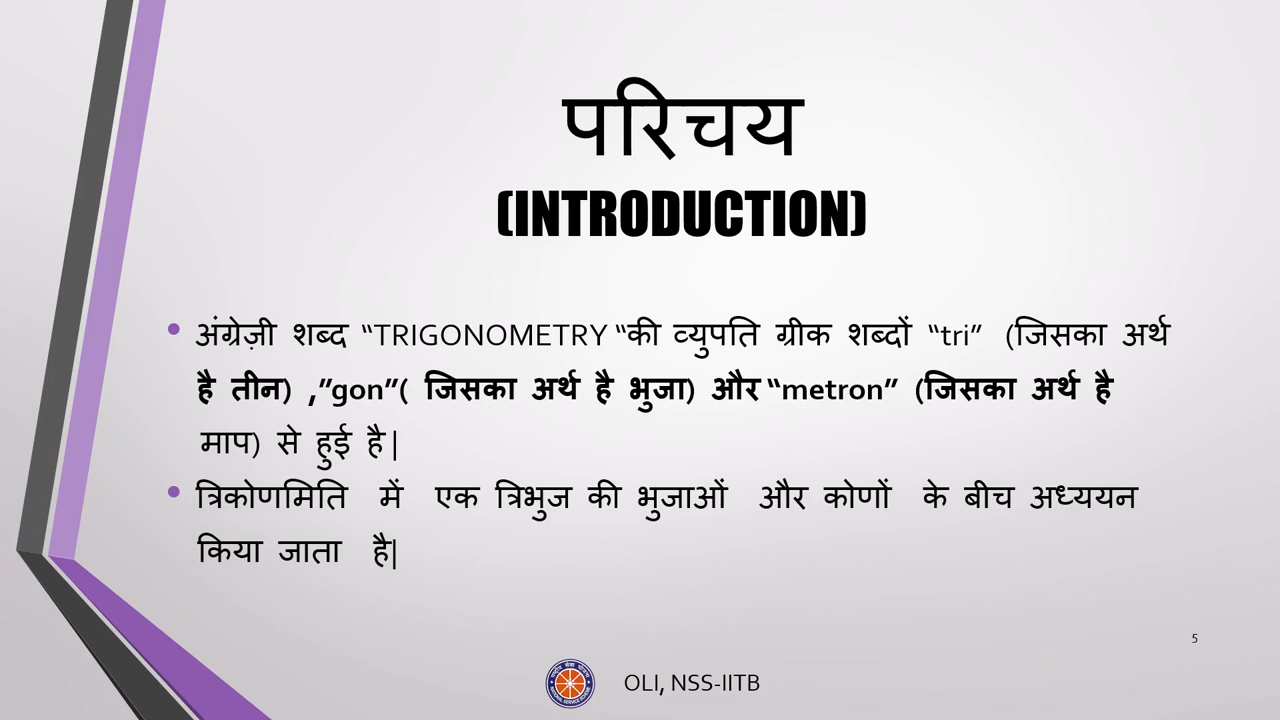 परिचय
(INTRODUCTION)
• अंग्रेज़ी शब्द “TRIGONOMETRY “की व्युपति ग्रीक शब्दों “tri” (जिसका अर्थ
है तीन) ,”gon”( जिसका अर्थ है भुजा) और “metron” (जिसका अर्थ है
माप) से हुई है|
• त्रिकोणमिति में एक त्रिभुज की भुजाओं और कोणों के बीच अध्ययन
किया जाता है|
5
OLI, NSS-IITB